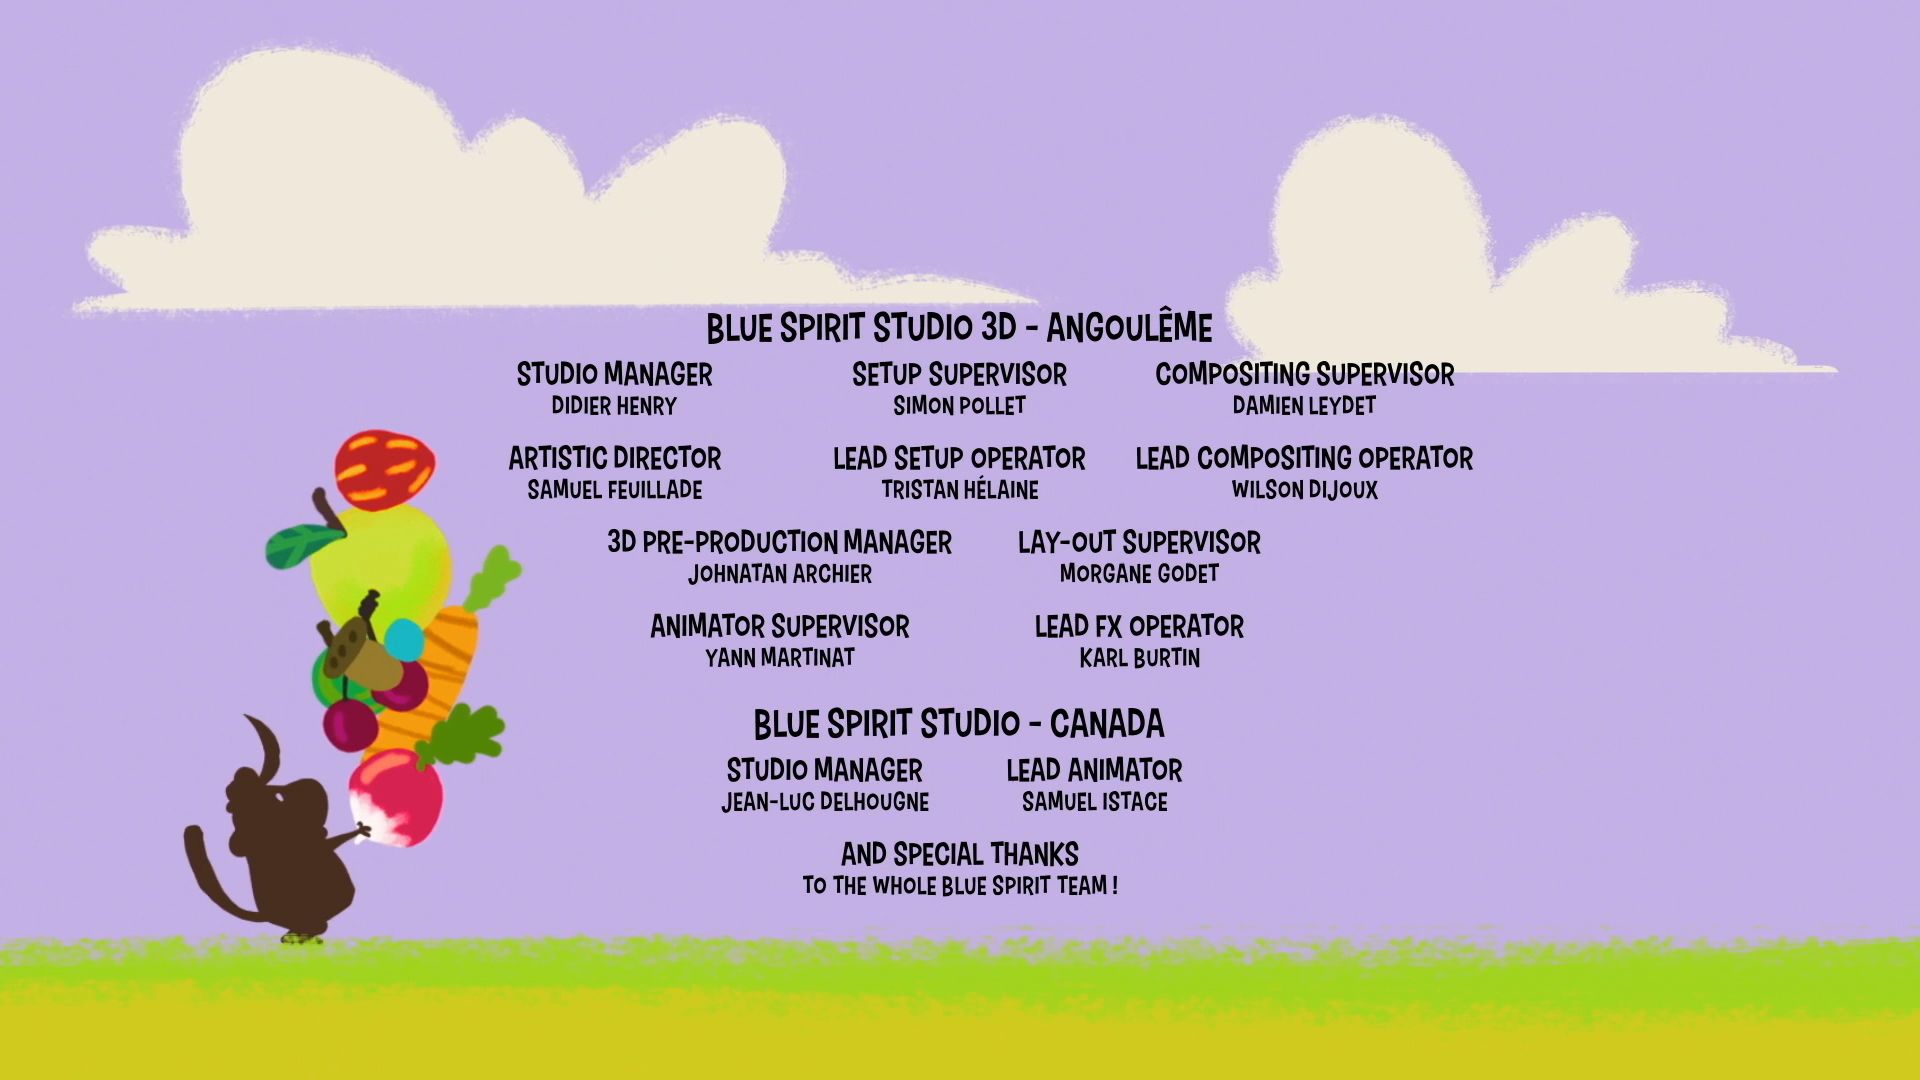 BLUE SPIRIT STUDIO 3D - ANGOULÊME
STUDIO MANAGER
DIDIER HENRY
SETUP SUPERVISOR
SIMON POLLET
COMPOSITING SUPERVISOR
DAMIEN LEYDET
ARTISTIC DIRECTOR
SAMUEL FEUILLADE
LEAD SETUP OPERATOR
TRISTAN HÉLAINE
LEAD COMPOSITING OPERATOR
WILSON DIJOUX
3D PRE-PRODUCTION MANAGER
JOHNATAN ARCHIER
LAY-OUT SUPERVISOR
MORGANE GODET
ANIMATOR SUPERVISOR
YANN MARTINAT
LEAD FX OPERATOR
KARL BURTIN
BLUE SPIRIT STUDIO - CANADA
STUDIO MANAGER
JEAN-LUC DELHOUGNE
LEAD ANIMATOR
SAMUEL ISTACE
AND SPECIAL THANKS
TO THE WHOLE BLUE SPIRIT TEAM !